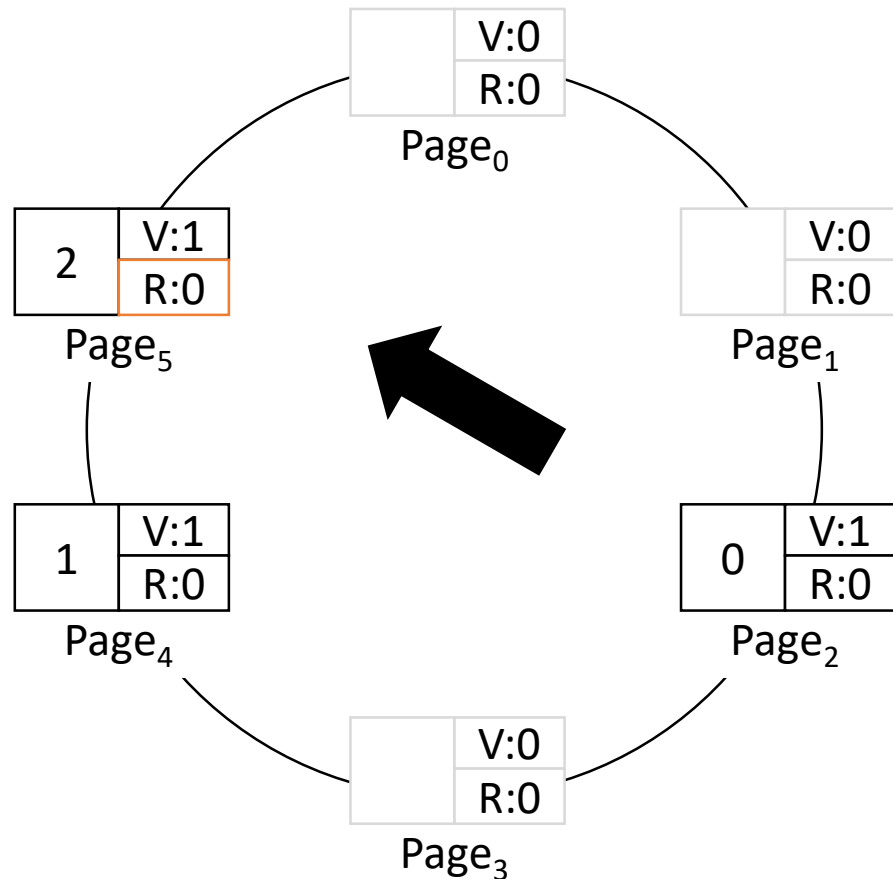 V:0
R:0
Page₀
2
V:1
R:0
Page₅
V:0
R:0
Page₁
1
V:1
R:0
Page₄
0
V:1
R:0
Page₂
V:0
R:0
Page₃